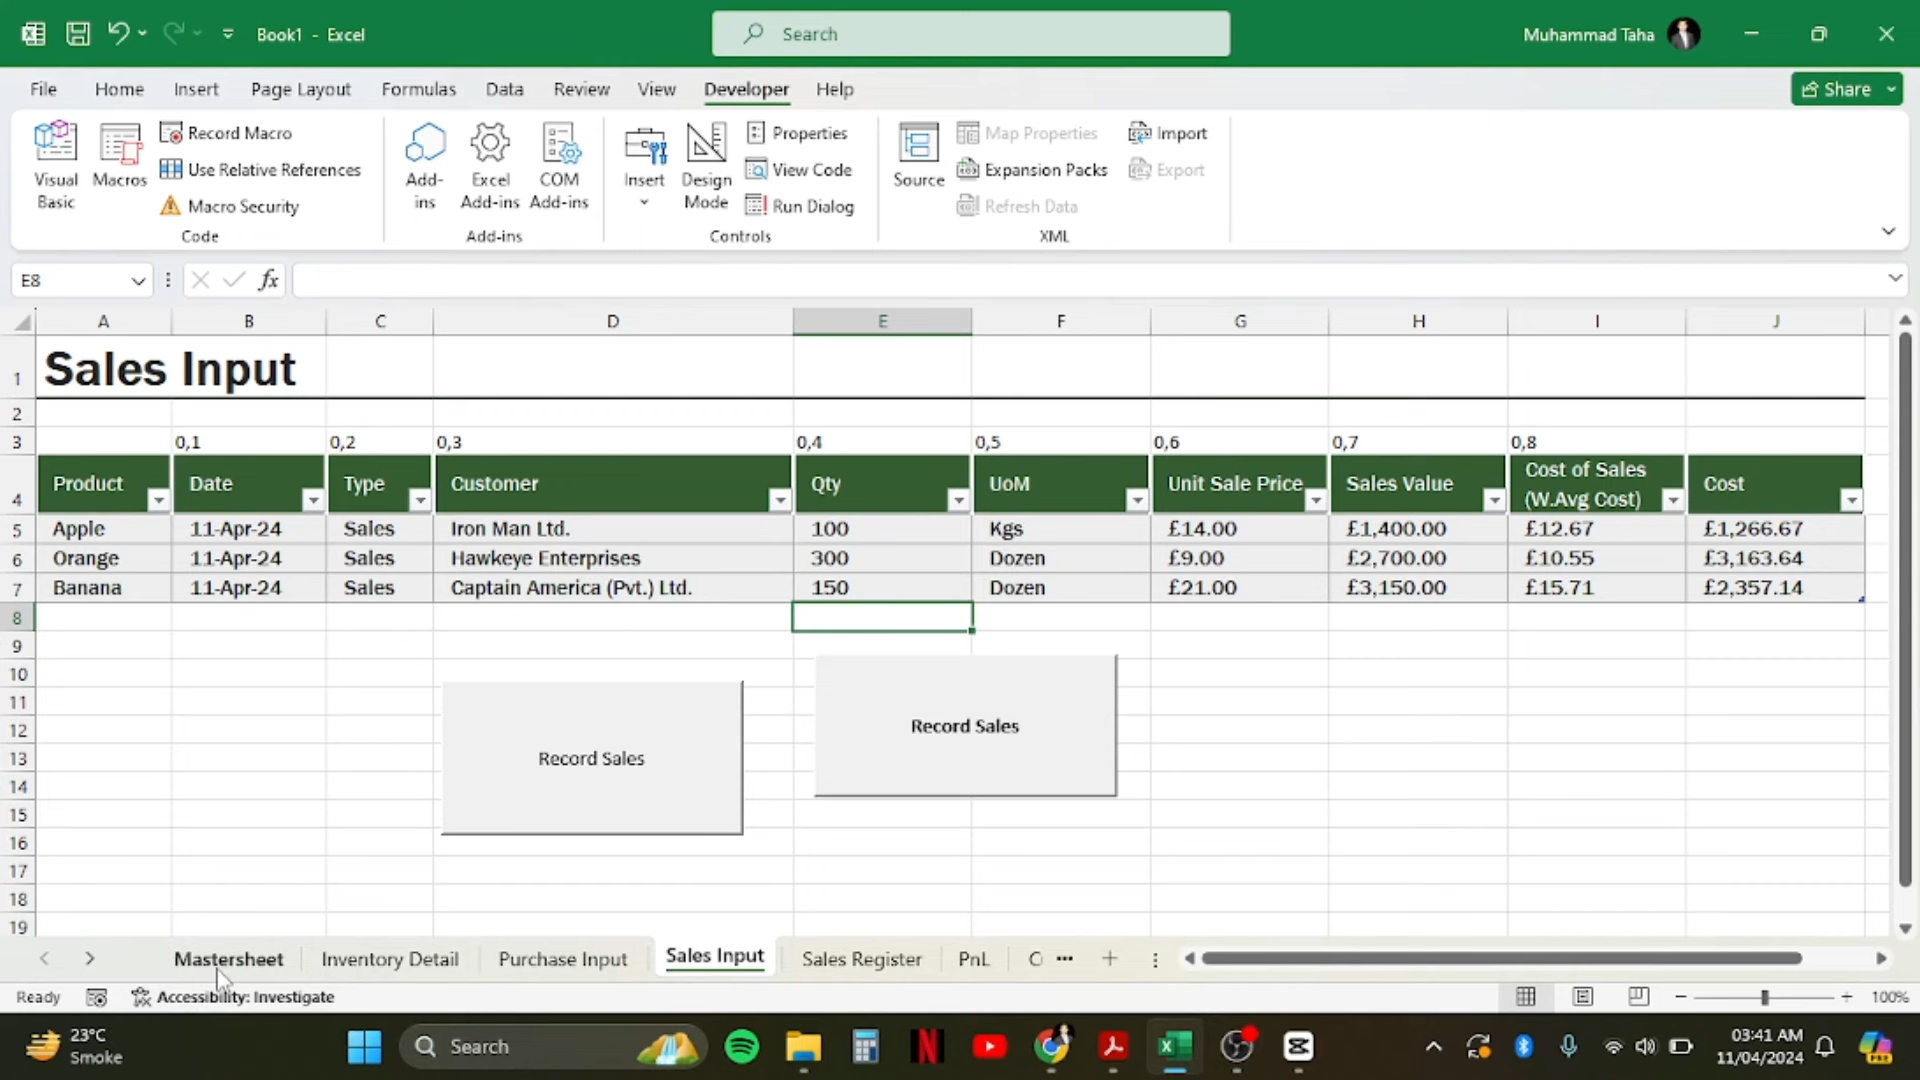 Book1 - Excel
Search
Muhammad Taha
File Home Insert Page Layout Formulas Data Review View Developer Help
Share
Visual Basic
Macros
Record Macro
Use Relative References
Macro Security
Code
Add-ins
Excel Add-ins
COM Add-ins
Add-ins
Insert
Design Mode
Properties
View Code
Run Dialog
Controls
Source
Map Properties
Expansion Packs
Refresh Data
Import
Export
XML
E8
fx
A B C D E F G H I J
1 Sales Input
2
3 0,1 0,2 0,3 0,4 0,5 0,6 0,7 0,8
4 Product Date Type Customer Qty UoM Unit Sale Price Sales Value Cost of Sales (W.Avg Cost) Cost
5 Apple 11-Apr-24 Sales Iron Man Ltd. 100 Kgs £14.00 £1,400.00 £12.67 £1,266.67
6 Orange 11-Apr-24 Sales Hawkeye Enterprises 300 Dozen £9.00 £2,700.00 £10.55 £3,163.64
7 Banana 11-Apr-24 Sales Captain America (Pvt.) Ltd. 150 Dozen £21.00 £3,150.00 £15.71 £2,357.14
8
9
10
11
12
13
14
15
16
17
18
19
Record Sales
Record Sales
Mastersheet Inventory Detail Purchase Input Sales Input Sales Register PnL
Ready Accessibility: Investigate 100%
23°C
Smoke
Search
03:41 AM
11/04/2024